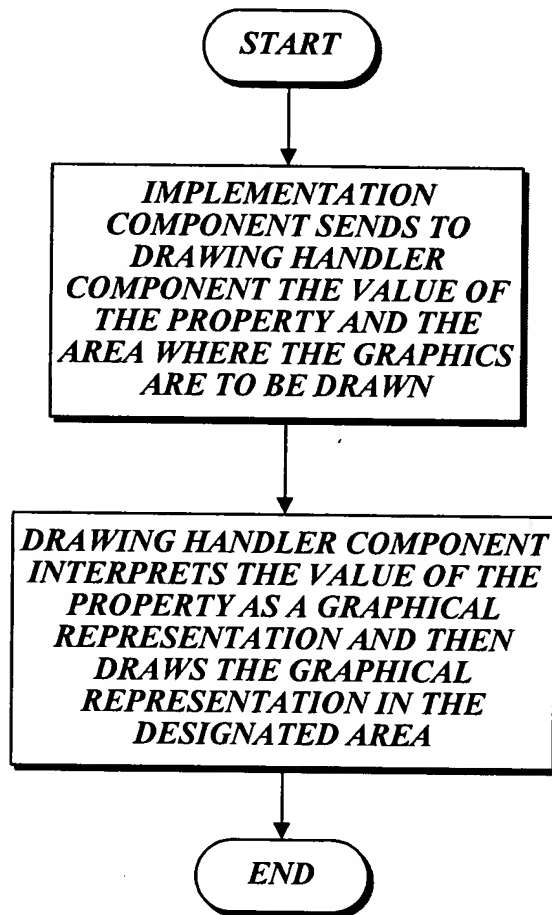 START
IMPLEMENTATION
COMPONENT SENDS TO
DRAWING HANDLER
COMPONENT THE VALUE OF
THE PROPERTY AND THE
AREA WHERE THE GRAPHICS
ARE TO BE DRAWN
DRAWING HANDLER COMPONENT
INTERPRETS THE VALUE OF THE
PROPERTY AS A GRAPHICAL
REPRESENTATION AND THEN
DRAWS THE GRAPHICAL
REPRESENTATION IN THE
DESIGNATED AREA
END